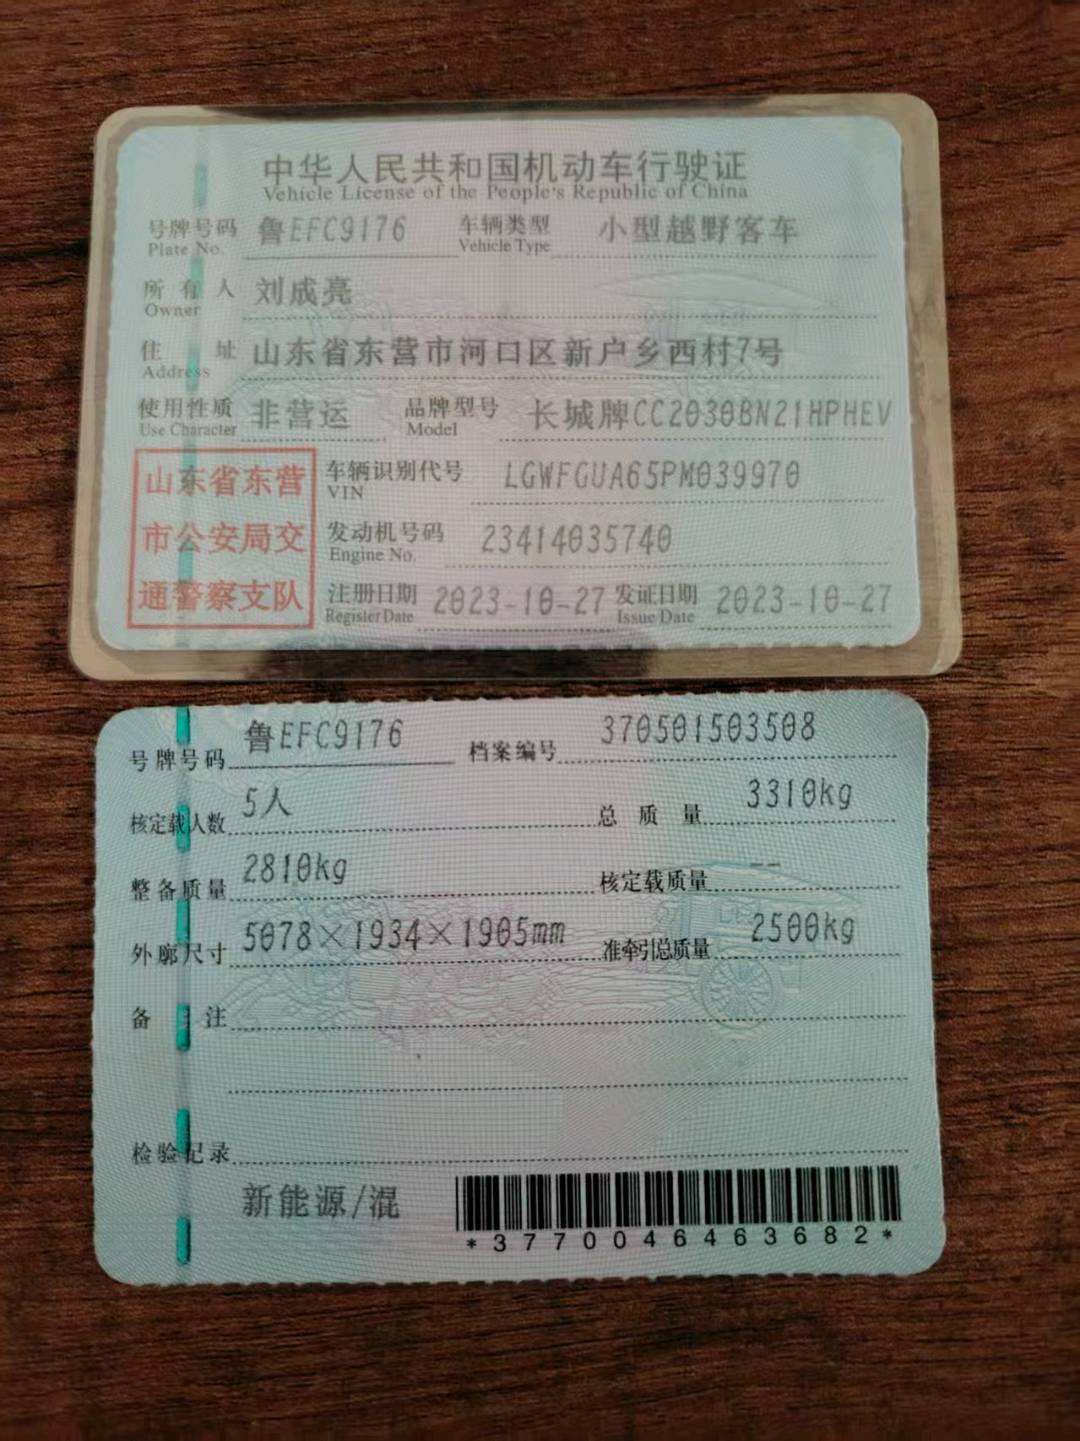 中华人民共和国机动车行驶证
Vehicle License of the People's Republic of China
号牌号码 鲁EFC9176 车辆类型 小型越野客车
Plate No. Vehicle Type
所有人 刘成亮
Owner
住址 山东省东营市河口区新户乡西村7号
Address
使用性质 非营运 品牌型号 长城牌CC2030BN21HPHEV
Use Character Model
山东省东营
市公安局交
通警察支队
车辆识别代号 LGWFGUA65PM039970
VIN
发动机号码 23414035740
Engine No.
注册日期 2023-10-27 发证日期 2023-10-27
Register Date Issue Date
号牌号码 鲁EFC9176 档案编号 370501503508
核定载人数 5人 总质量 3310kg
整备质量 2810kg 核定载质量 --
外廓尺寸 5078×1934×1905mm 准牵引总质量 2500kg
备注
检验记录
新能源/混
*3770046463682*